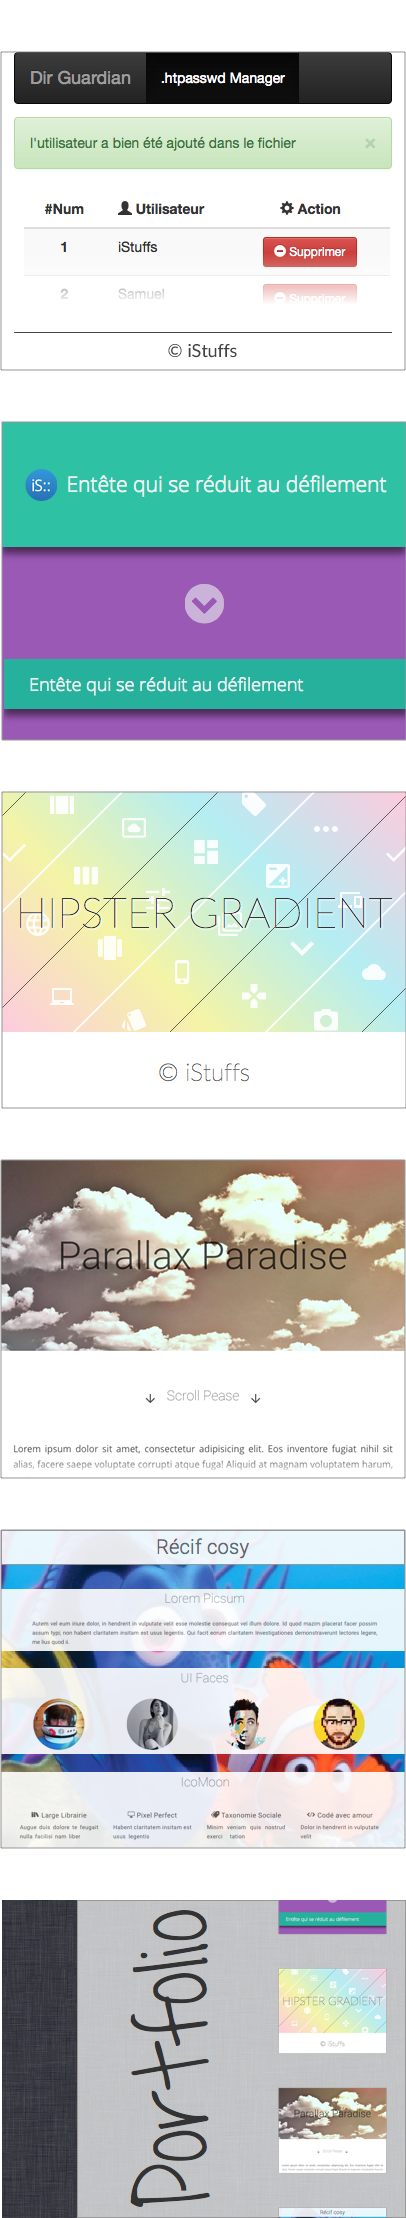 Dir Guardian .htpasswd Manager
l'utilisateur a bien été ajouté dans le fichier ×
#Num Utilisateur Action
1 iStuffs Supprimer
2 Samuel Supprimer
© iStuffs
iS:: Entête qui se réduit au défilement
Entête qui se réduit au défilement
HIPSTER GRADIENT
© iStuffs
Parallax Paradise
Scroll Pease
Lorem ipsum dolor sit amet, consectetur adipisicing elit. Eos inventore fugiat nihil sit
alias, facere saepe voluptate corrupti atque fuga! Aliquid at magnam voluptatem harum,
Récif cosy
Lorem Picsum
Autem vel eum iriure dolor, in hendrerit in vulputate velit esse molestie consequat vel illum dolore. Id quod mazim placerat facer possim
assum typi, non habent claritatem insitam est usus legentis. Qui facit eorum claritatem Investigationes demonstraverunt lectores legere,
me lius quod ii.
UI Faces
IcoMoon
Large Librairie Pixel Perfect Taxonomie Sociale Codé avec amour
Augue duis dolore te feugait Habent claritatem insitam est Minim veniam quis nostrud Dolor in hendrerit in vulputate
nulla facilisi nam liber usus legentis exerci tation velit
Portfolio
Entête qui se réduit au défilement
HIPSTER GRADIENT
© iStuffs
Parallax Paradise
Scroll Pease
Récif cosy